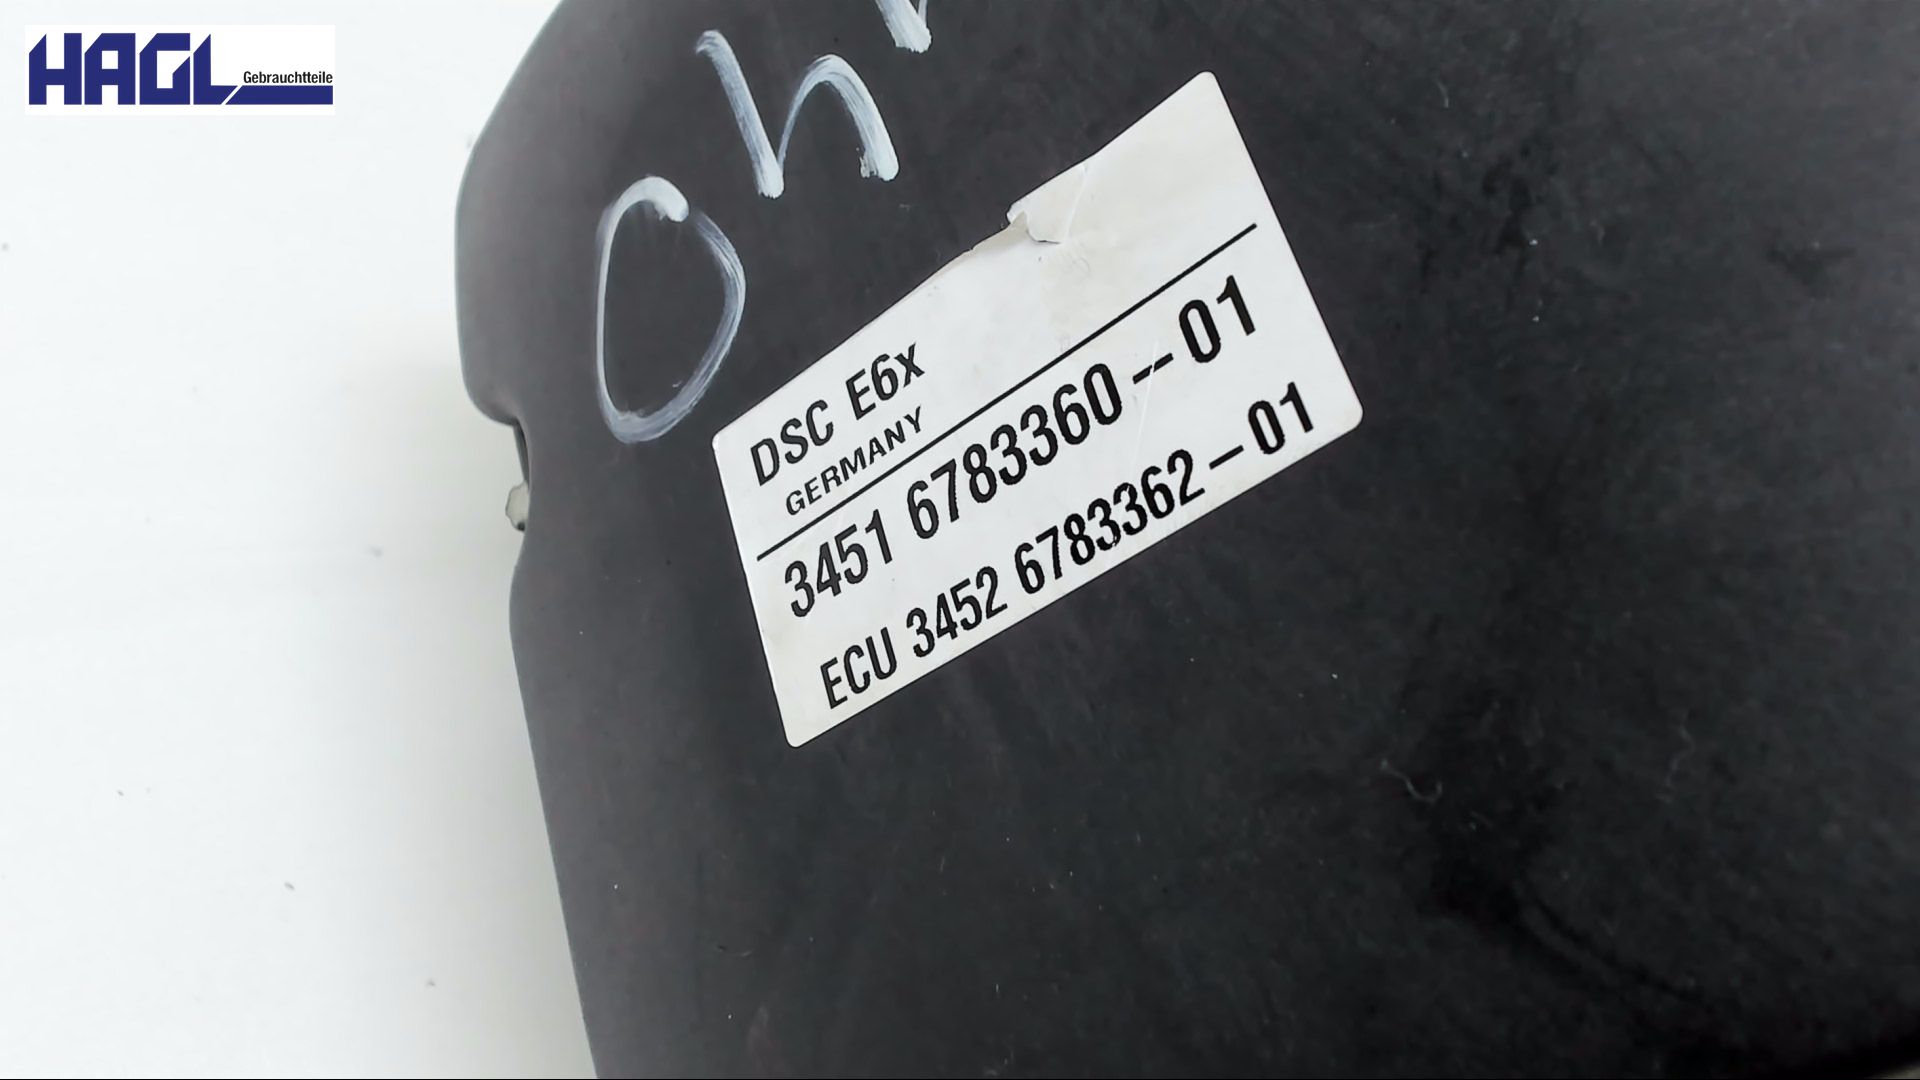 HAGL
Gebrauchtteile
DSC E6x
GERMANY
3451 6783360-01
ECU 3452 6783362-01